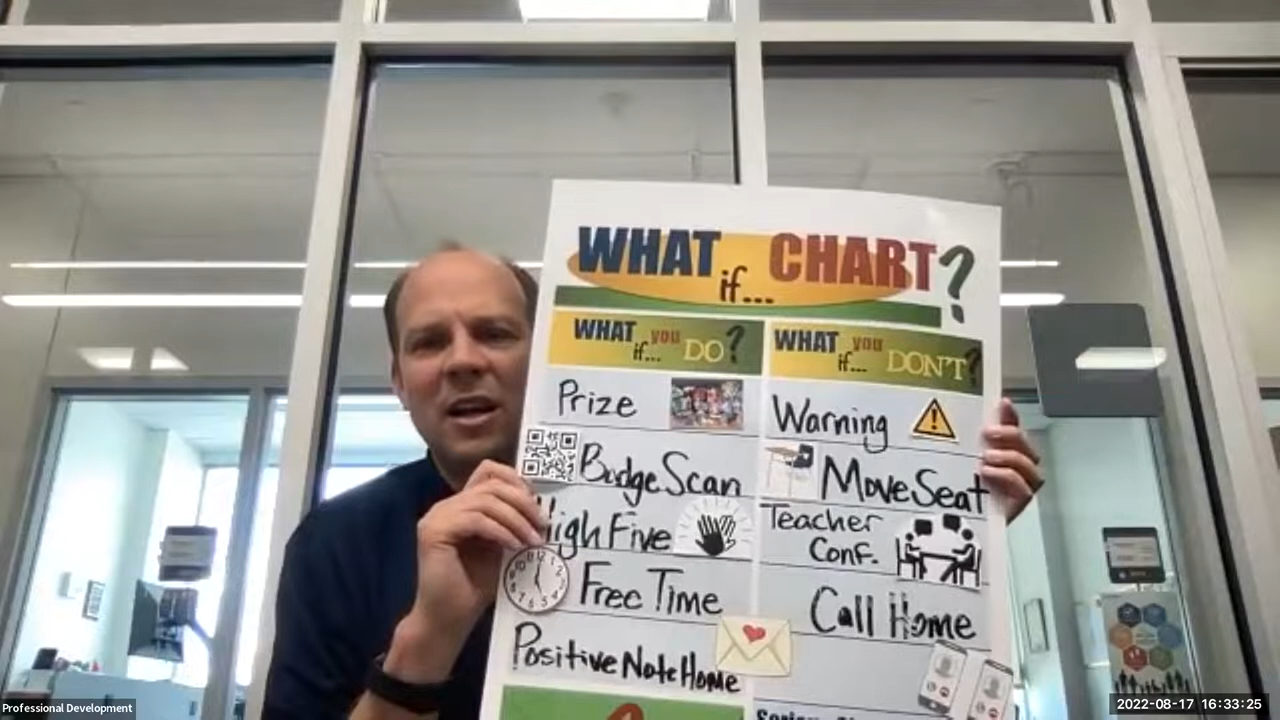 WHAT if... CHART?
WHAT if... you DO?
WHAT if... you DON'T?
Prize
Warning
Badge Scan
Move Seat
High Five
Teacher Conf.
Free Time
Call Home
Positive Note Home
Professional Development
2022-08-17 16:33:25